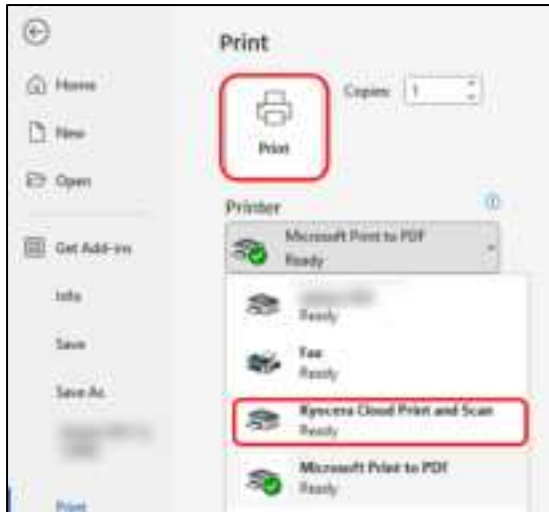 Print
Home
New
Open
Get Add-ins
Info
Save
Save As
Print
Print
Copies: 1
Printer
Microsoft Print to PDF
Ready
Ready
Fax
Ready
Kyocera Cloud Print and Scan
Ready
Microsoft Print to PDF
Ready